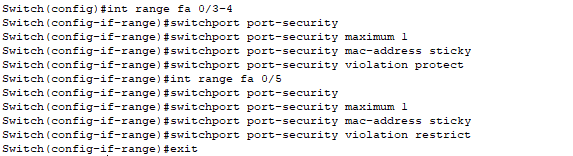 Switch(config)#int range fa 0/3-4
Switch(config-if-range)#switchport port-security
Switch(config-if-range)#switchport port-security maximum 1
Switch(config-if-range)#switchport port-security mac-address sticky
Switch(config-if-range)#switchport port-security violation protect
Switch(config-if-range)#int range fa 0/5
Switch(config-if-range)#switchport port-security
Switch(config-if-range)#switchport port-security maximum 1
Switch(config-if-range)#switchport port-security mac-address sticky
Switch(config-if-range)#switchport port-security violation restrict
Switch(config-if-range)#exit